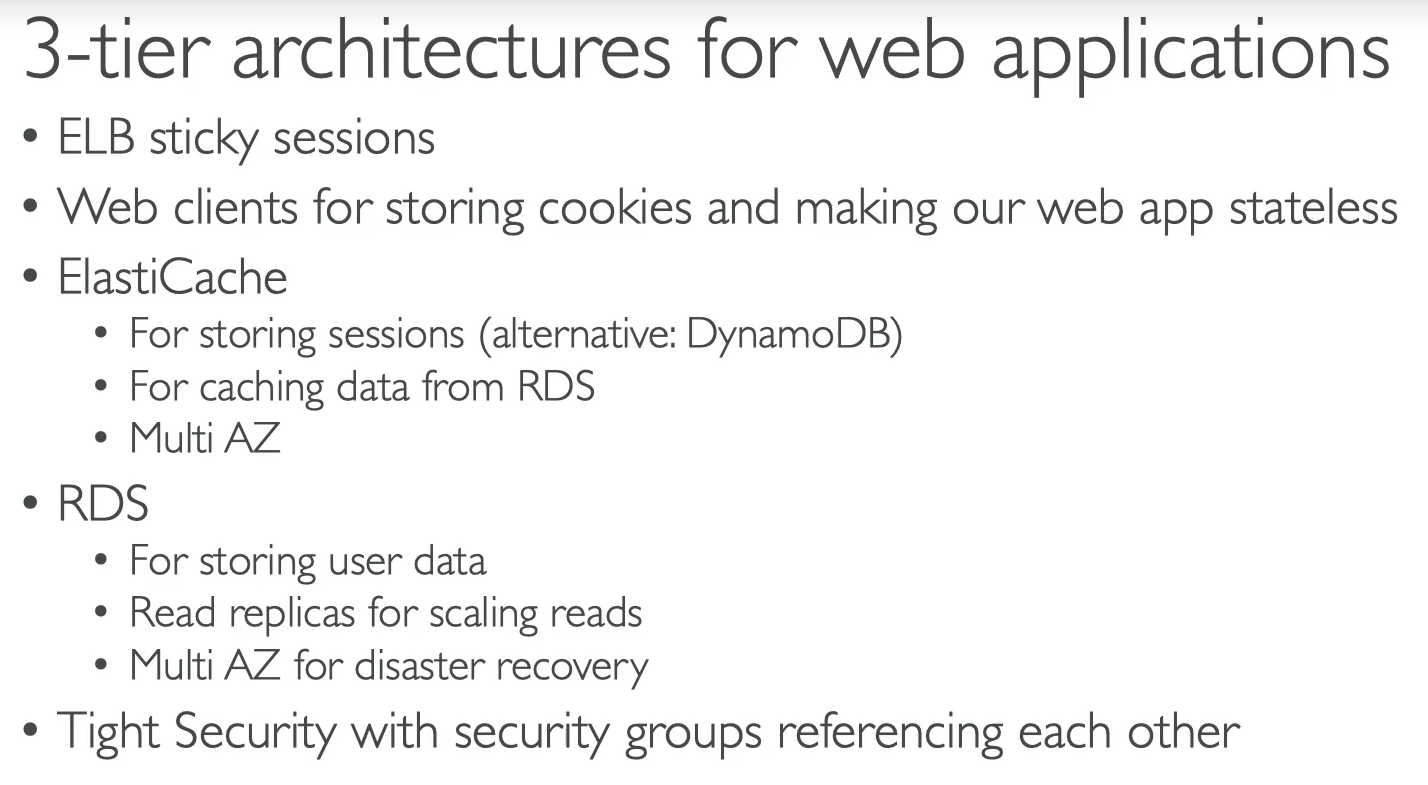 3-tier architectures for web applications
• ELB sticky sessions
• Web clients for storing cookies and making our web app stateless
• ElastiCache
• For storing sessions (alternative: DynamoDB)
• For caching data from RDS
• Multi AZ
• RDS
• For storing user data
• Read replicas for scaling reads
• Multi AZ for disaster recovery
• Tight Security with security groups referencing each other